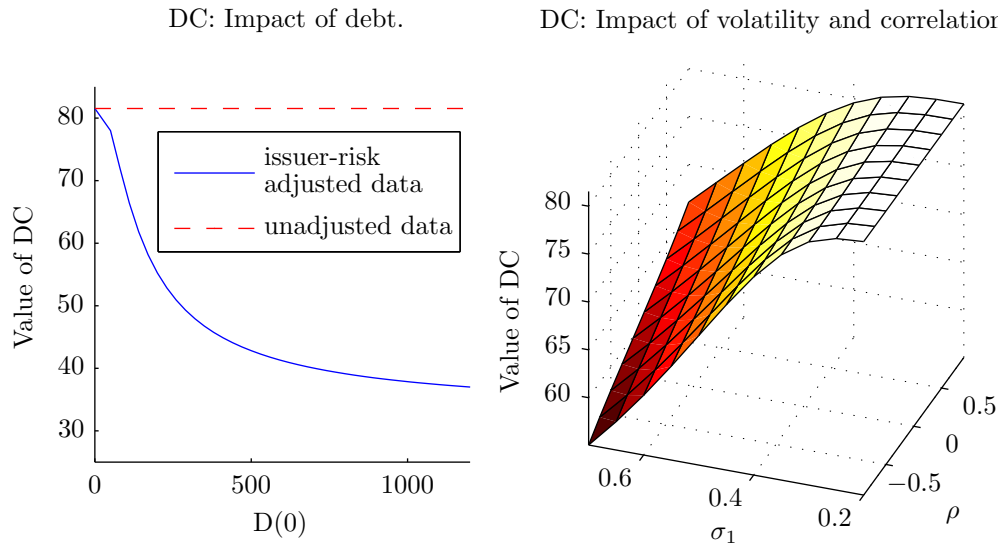 DC: Impact of debt.
80
70
60
50
40
30
Value of DC
0
500
1000
D(0)
issuer-risk
adjusted data
unadjusted data
DC: Impact of volatility and correlation
80
75
70
65
60
Value of DC
0.6
0.4
0.2
σ1
−0.5
0
0.5
ρ